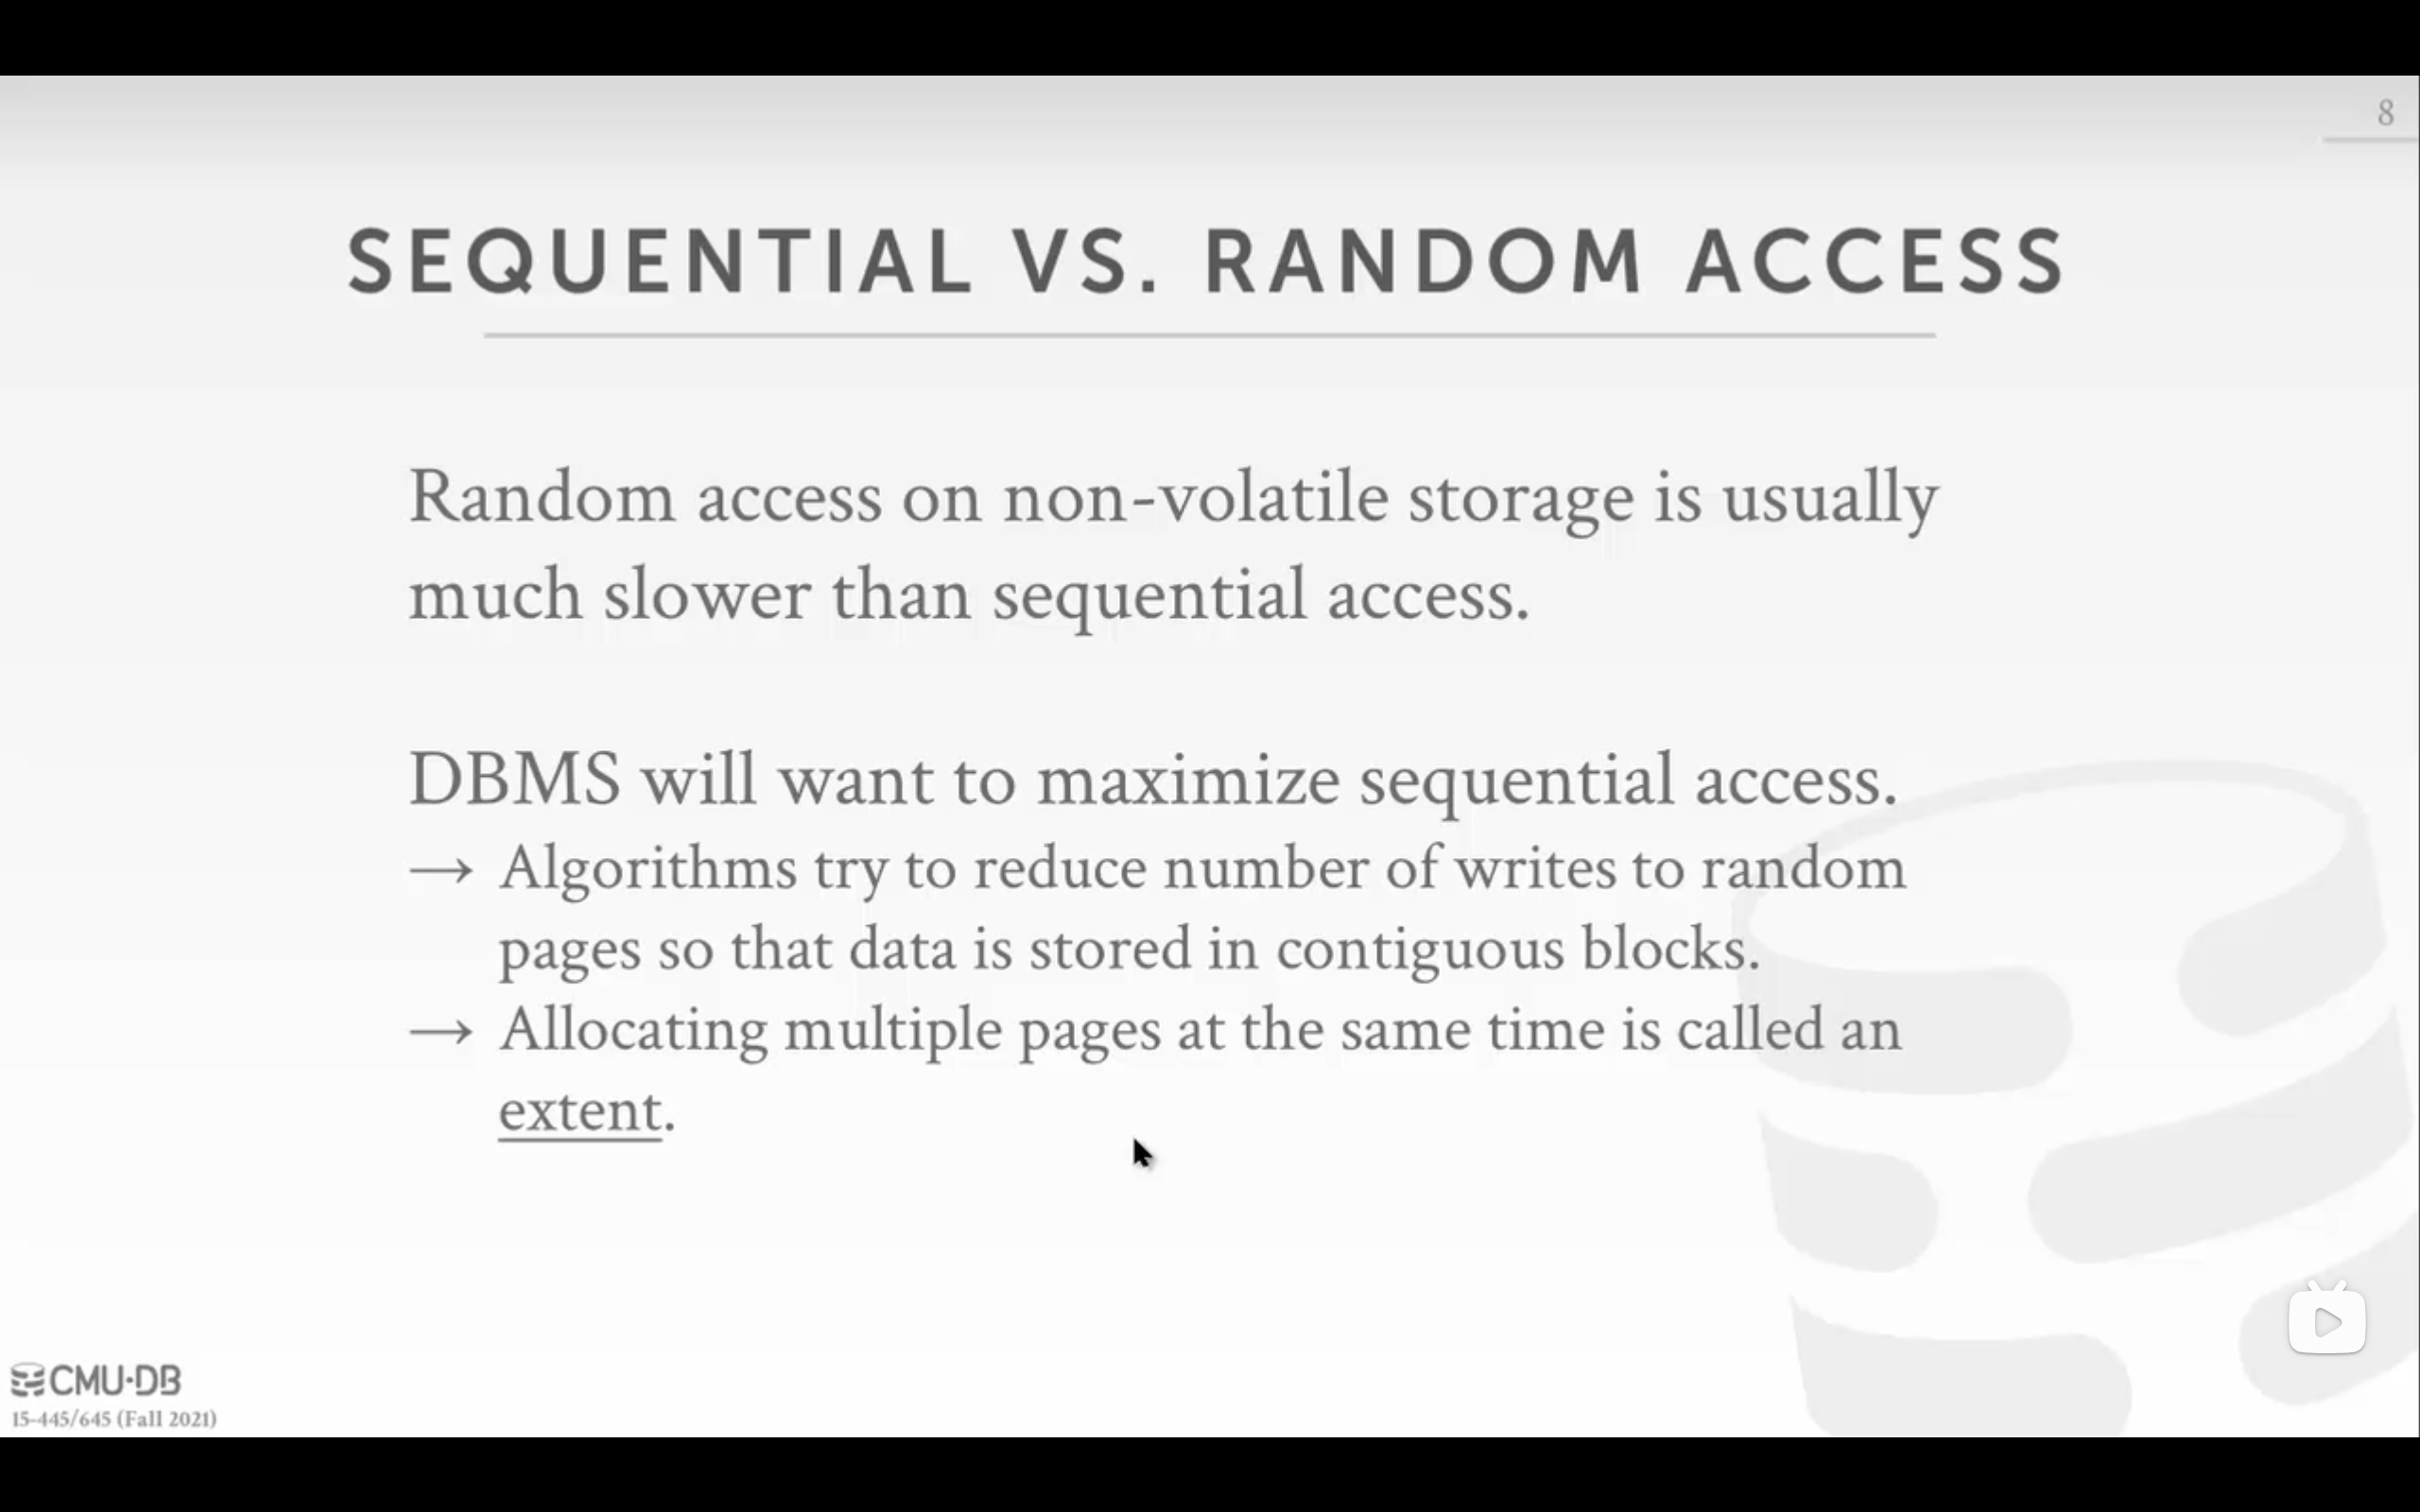 8
SEQUENTIAL VS. RANDOM ACCESS
Random access on non-volatile storage is usually
much slower than sequential access.
DBMS will want to maximize sequential access.
→ Algorithms try to reduce number of writes to random
pages so that data is stored in contiguous blocks.
→ Allocating multiple pages at the same time is called an
extent.
CMU·DB
15-445/645 (Fall 2021)